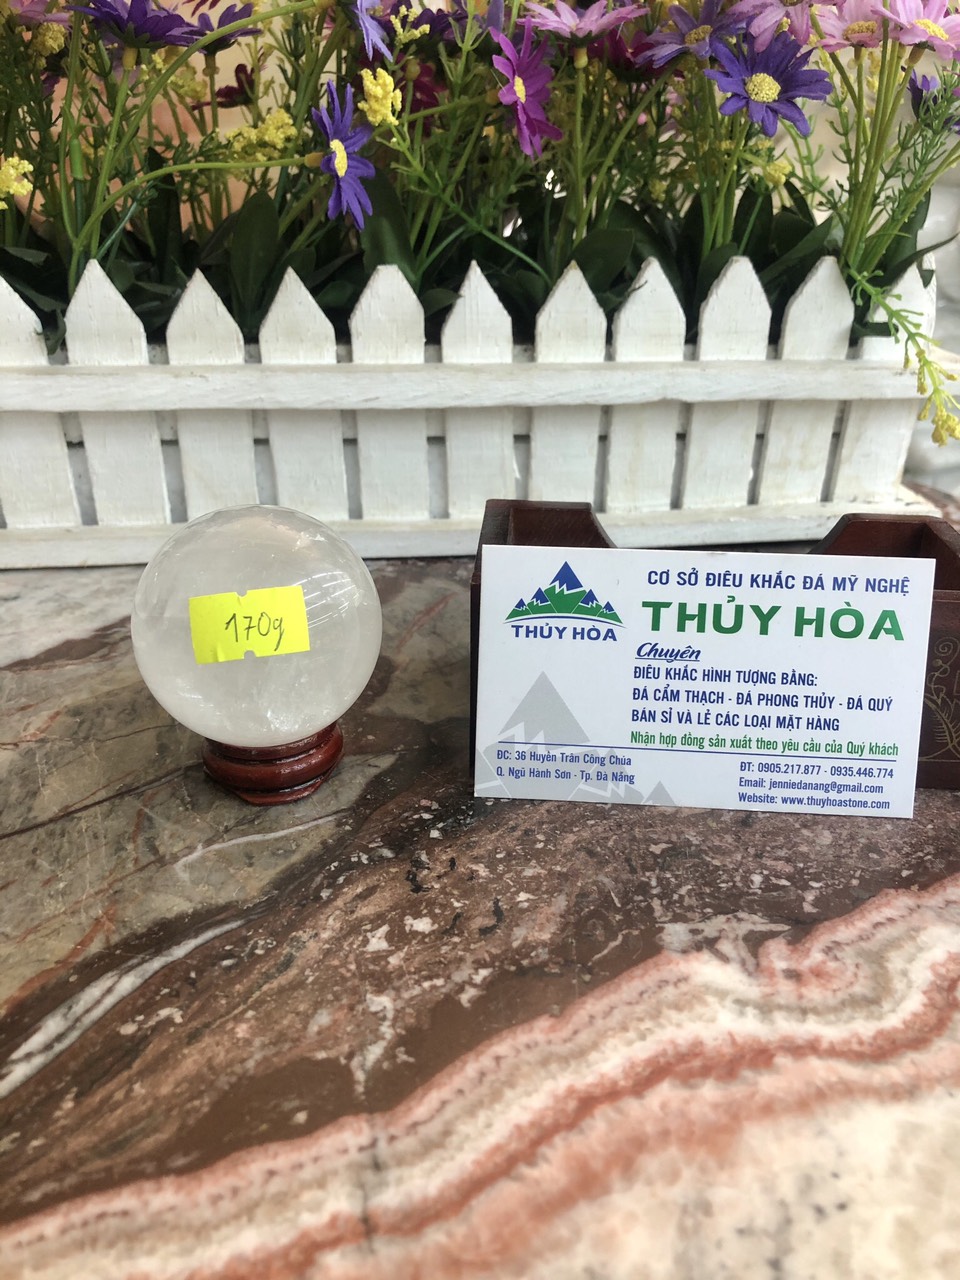 170g
THỦY HÒA
CƠ SỞ ĐIÊU KHẮC ĐÁ MỸ NGHỆ
THỦY HÒA
Chuyên
ĐIÊU KHẮC HÌNH TƯỢNG BẰNG:
ĐÁ CẨM THẠCH - ĐÁ PHONG THỦY - ĐÁ QUÝ
BÁN SỈ VÀ LẺ CÁC LOẠI MẶT HÀNG
Nhận hợp đồng sản xuất theo yêu cầu của Quý khách
ĐC: 36 Huyền Trân Công Chúa
Q. Ngũ Hành Sơn - Tp. Đà Nẵng
ĐT: 0905.217.877 - 0935.446.774
Email: jenniedanang@gmail.com
Website: www.thuyhoastone.com